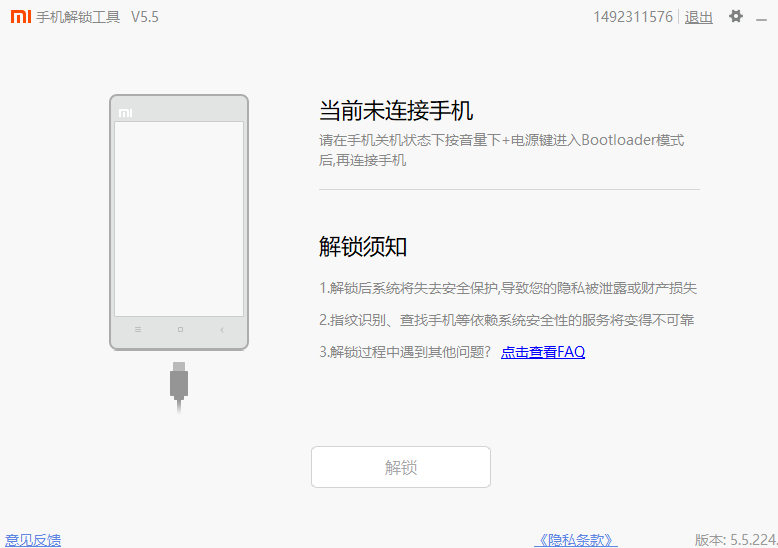 手机解锁工具 V5.5
1492311576 退出
mi
当前未连接手机
请在手机关机状态下按音量下+电源键进入Bootloader模式
后,再连接手机
解锁须知
1.解锁后系统将失去安全保护,导致您的隐私被泄露或财产损失
2.指纹识别、查找手机等依赖系统安全性的服务将变得不可靠
3.解锁过程中遇到其他问题? 点击查看FAQ
解锁
意见反馈
《隐私条款》
版本: 5.5.224.